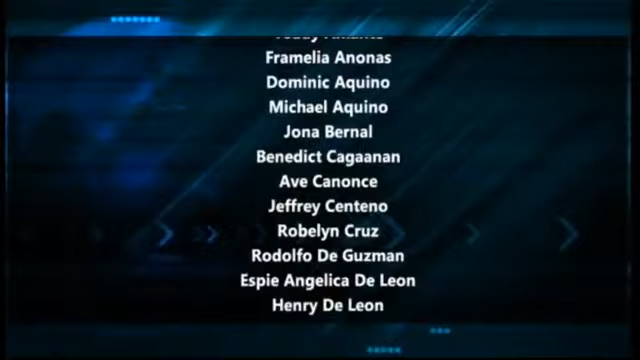 Framelia Anonas
Dominic Aquino
Michael Aquino
Jona Bernal
Benedict Cagaanan
Ave Canonce
Jeffrey Centeno
Robelyn Cruz
Rodolfo De Guzman
Espie Angelica De Leon
Henry De Leon